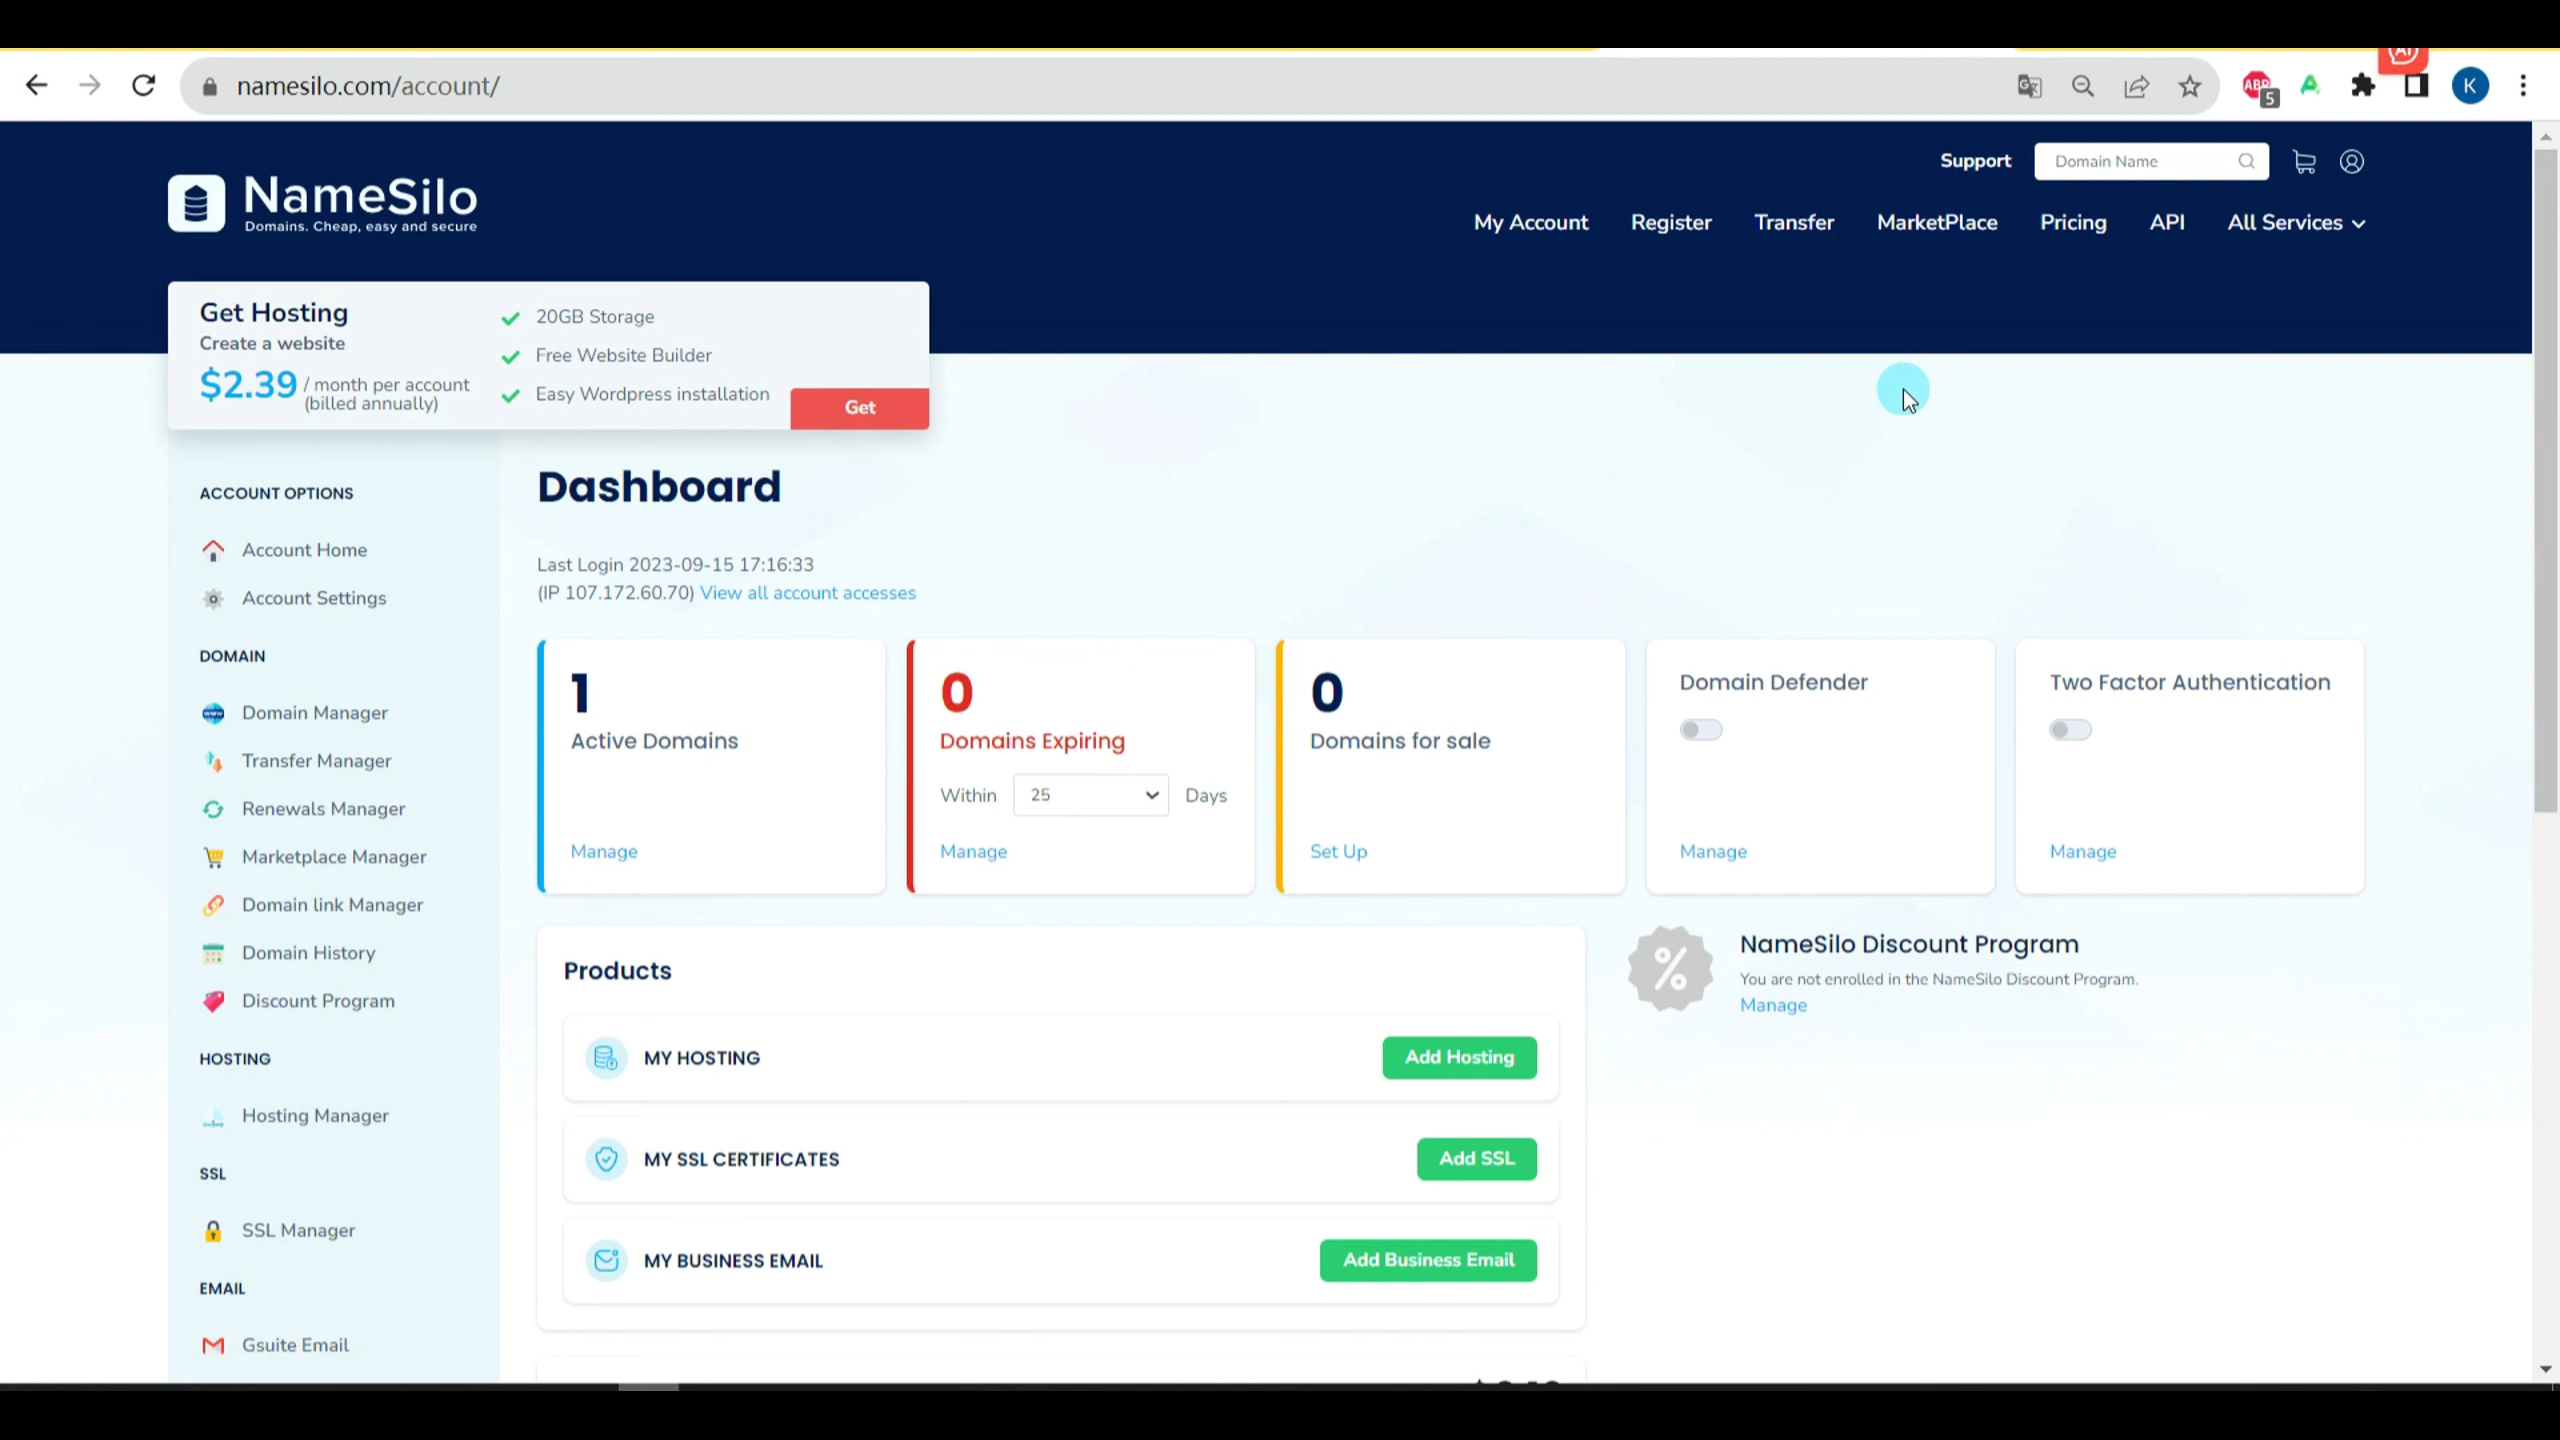 namesilo.com/account/
ABP
5
K
Support
Domain Name
NameSilo
Domains. Cheap, easy and secure
My Account
Register
Transfer
MarketPlace
Pricing
API
All Services
Get Hosting
Create a website
$2.39 / month per account
(billed annually)
20GB Storage
Free Website Builder
Easy Wordpress installation
Get
ACCOUNT OPTIONS
Account Home
Account Settings
DOMAIN
Domain Manager
Transfer Manager
Renewals Manager
Marketplace Manager
Domain link Manager
Domain History
Discount Program
HOSTING
Hosting Manager
SSL
SSL Manager
EMAIL
Gsuite Email
Dashboard
Last Login 2023-09-15 17:16:33
(IP 107.172.60.70) View all account accesses
1
Active Domains
Manage
0
Domains Expiring
Within 25 Days
Manage
0
Domains for sale
Set Up
Domain Defender
Manage
Two Factor Authentication
Manage
Products
MY HOSTING
Add Hosting
MY SSL CERTIFICATES
Add SSL
MY BUSINESS EMAIL
Add Business Email
NameSilo Discount Program
You are not enrolled in the NameSilo Discount Program.
Manage